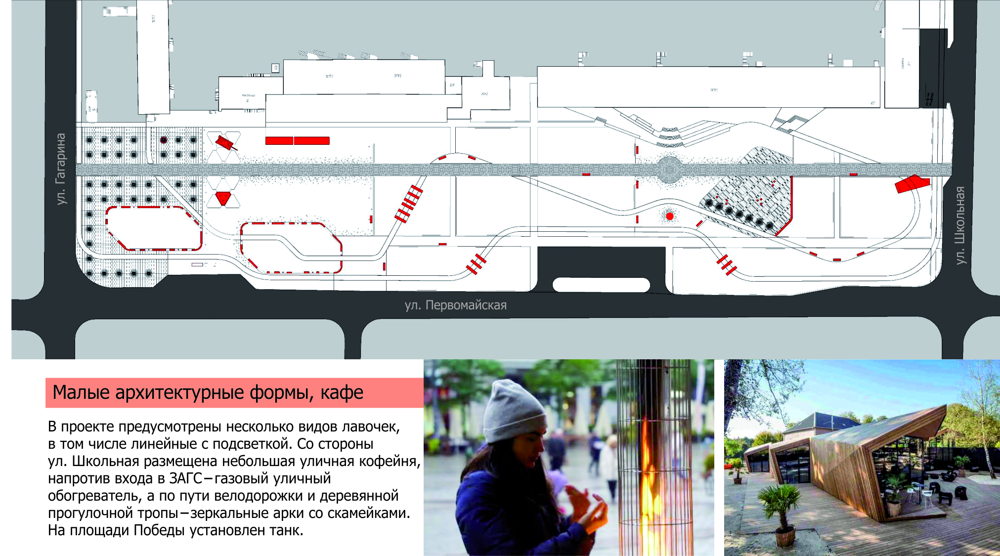 ул. Гагарина
ул. Школьная
ул. Первомайская
Малые архитектурные формы, кафе
В проекте предусмотрены несколько видов лавочек,
в том числе линейные с подсветкой. Со стороны
ул. Школьная размещена небольшая уличная кофейня,
напротив входа в ЗАГС–газовый уличный
обогреватель, а по пути велодорожки и деревянной
прогулочной тропы–зеркальные арки со скамейками.
На площади Победы установлен танк.